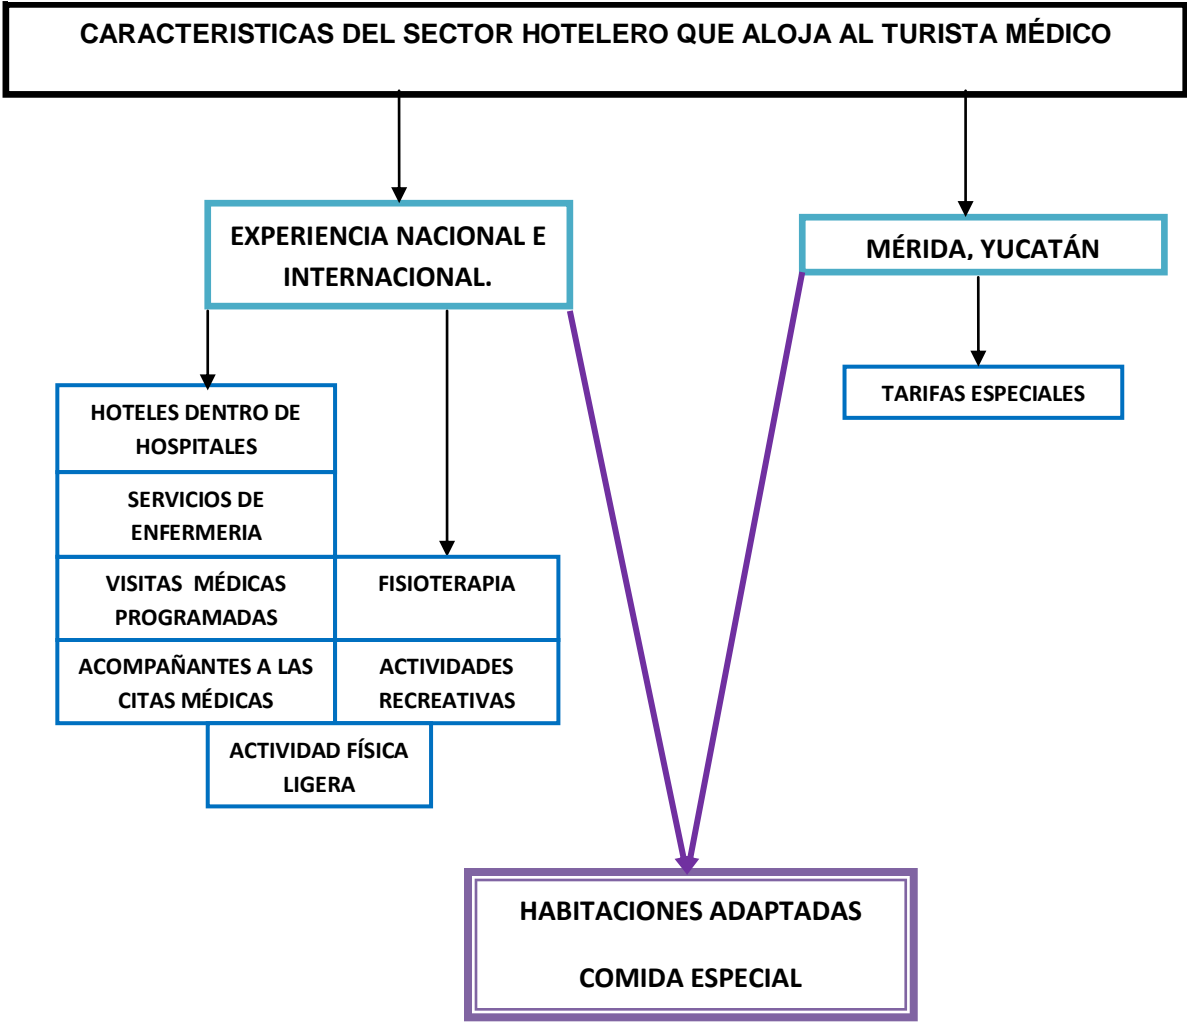 CARACTERISTICAS DEL SECTOR HOTELERO QUE ALOJA AL TURISTA MÉDICO
EXPERIENCIA NACIONAL E
INTERNACIONAL.
MÉRIDA, YUCATÁN
TARIFAS ESPECIALES
HOTELES DENTRO DE
HOSPITALES
SERVICIOS DE
ENFERMERIA
VISITAS  MÉDICAS
PROGRAMADAS
FISIOTERAPIA
ACOMPAÑANTES A LAS
CITAS MÉDICAS
ACTIVIDADES
RECREATIVAS
ACTIVIDAD FÍSICA
LIGERA
HABITACIONES ADAPTADAS
COMIDA ESPECIAL